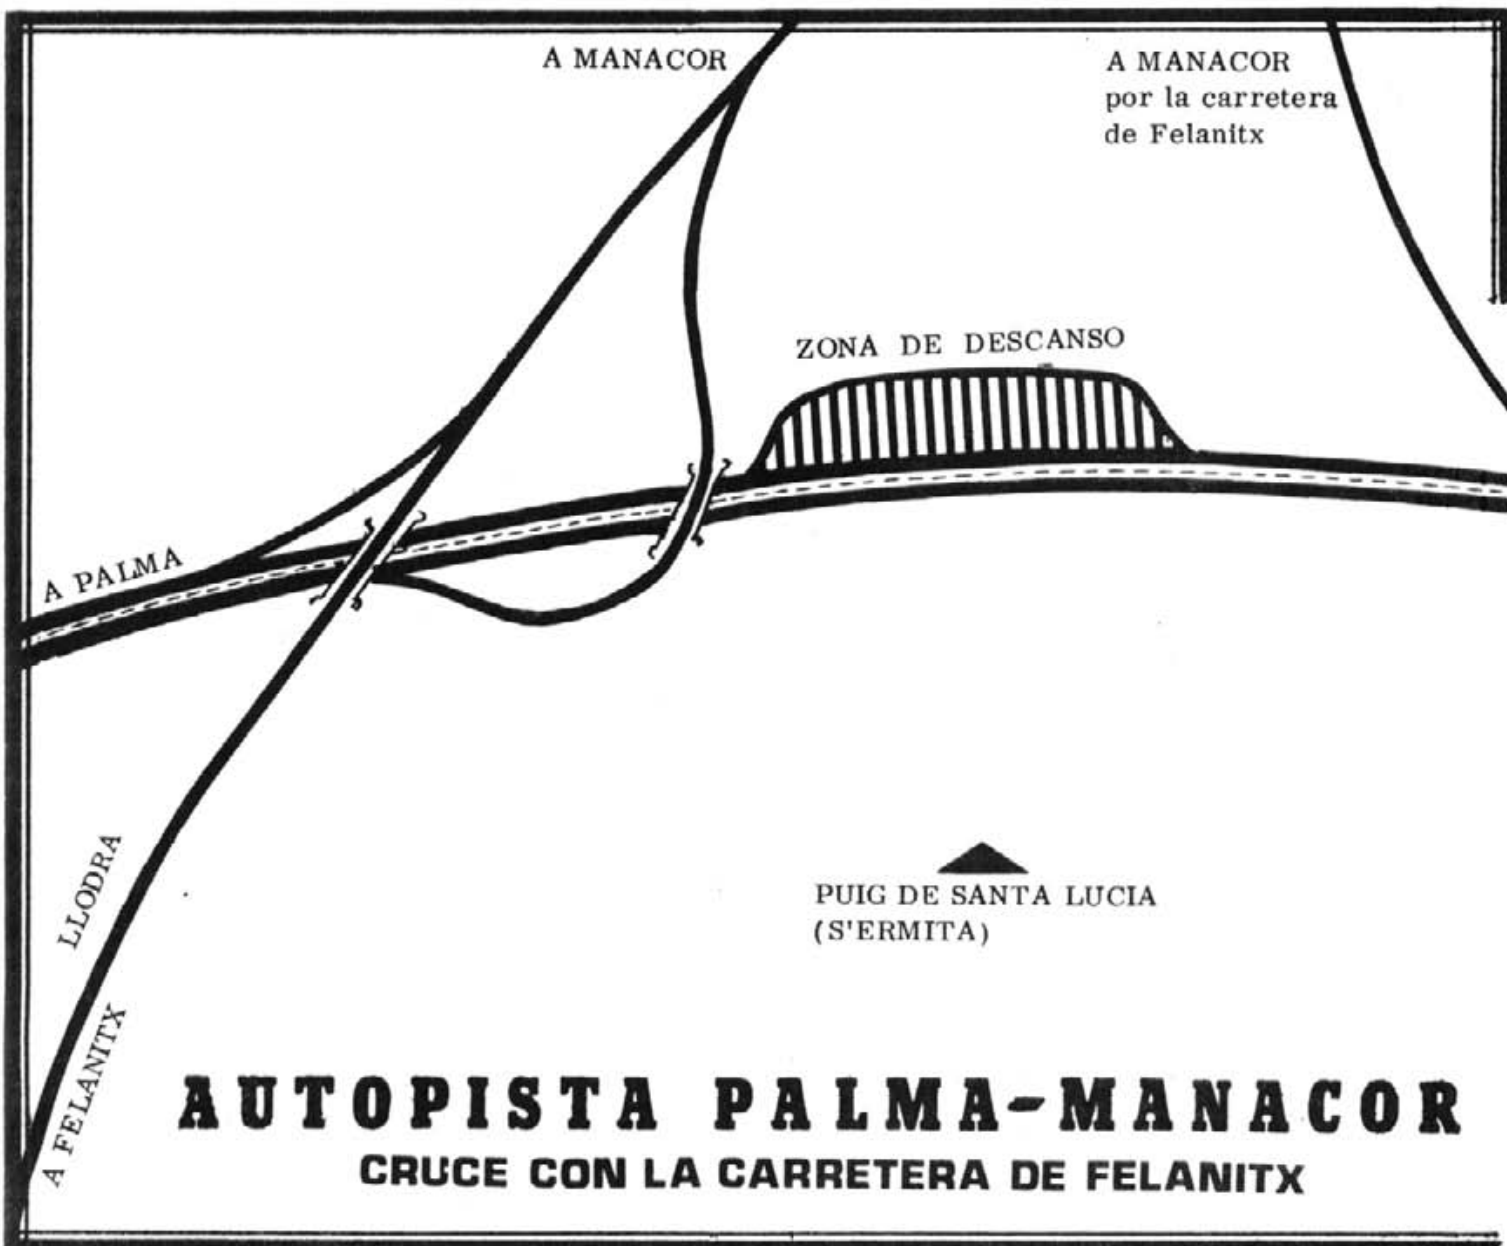 A MANACOR
A MANACOR
por la carretera
de Felanitx
ZONA DE DESCANSO
A PALMA
LLODRA
A FELANITX
PUIG DE SANTA LUCIA
(S'ERMITA)
AUTOPISTA PALMA-MANACOR
CRUCE CON LA CARRETERA DE FELANITX